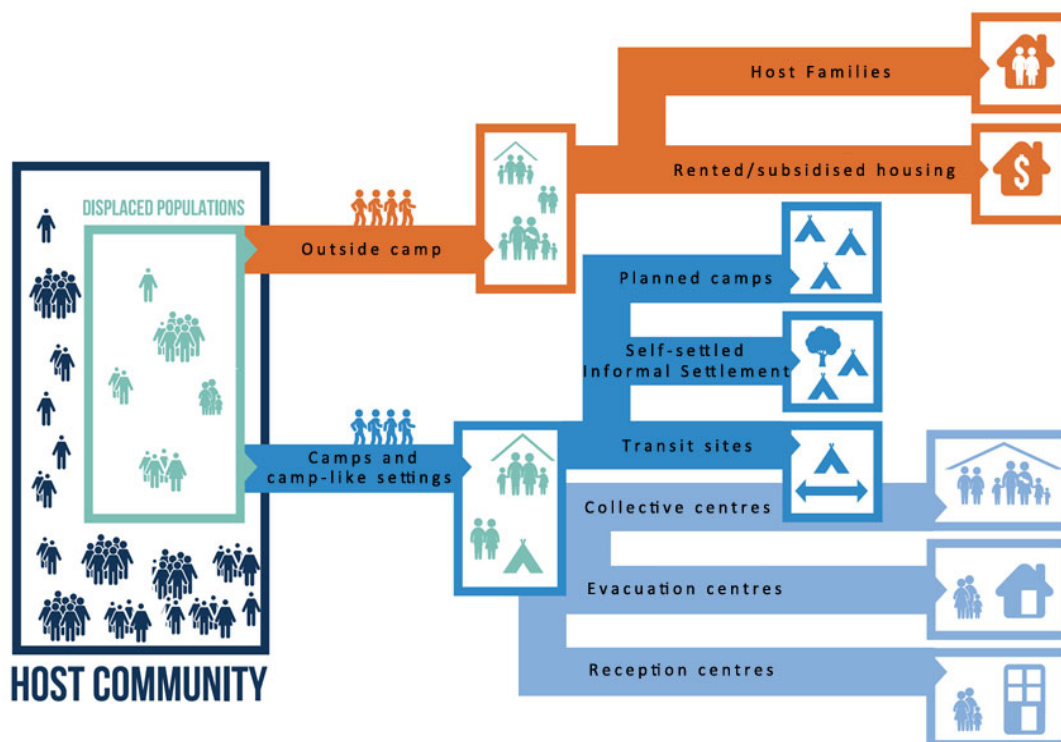 Host Families
Rented/subsidised housing
$
DISPLACED POPULATIONS
Outside camp
Planned camps
Self-settled
Informal Settlement
Camps and
camp-like settings
Transit sites
Collective centres
Evacuation centres
Reception centres
HOST COMMUNITY